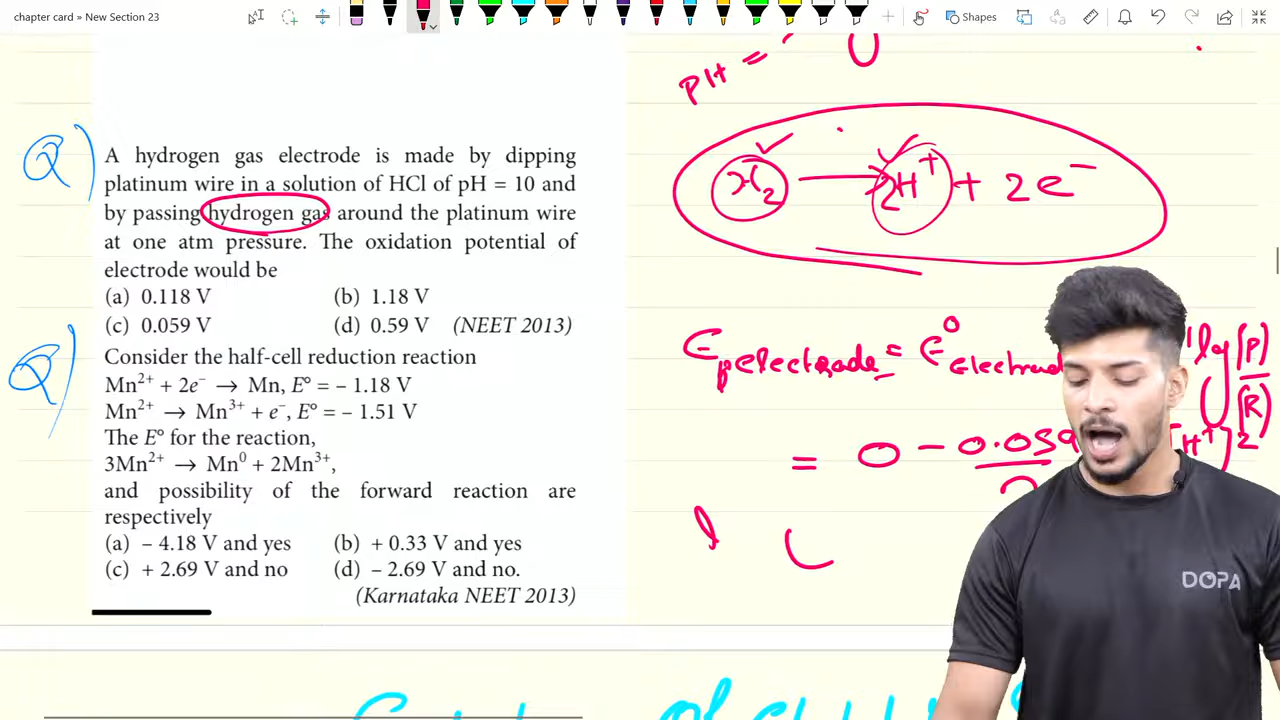 chapter card » New Section 23
Shapes
Q)
A hydrogen gas electrode is made by dipping
platinum wire in a solution of HCl of pH = 10 and
by passing hydrogen gas around the platinum wire
at one atm pressure. The oxidation potential of
electrode would be
(a) 0.118 V (b) 1.18 V
(c) 0.059 V (d) 0.59 V (NEET 2013)
Q)
Consider the half-cell reduction reaction
Mn²⁺ + 2e⁻ → Mn, E° = – 1.18 V
Mn²⁺ → Mn³⁺ + e⁻, E° = – 1.51 V
The E° for the reaction,
3Mn²⁺ → Mn⁰ + 2Mn³⁺,
and possibility of the forward reaction are
respectively
(a) – 4.18 V and yes (b) + 0.33 V and yes
(c) + 2.69 V and no (d) – 2.69 V and no.
(Karnataka NEET 2013)
pH =
H₂ → 2H⁺ + 2e⁻
= E⁰ log [P]
[R]
= 0 – [H⁺]²
DOPA